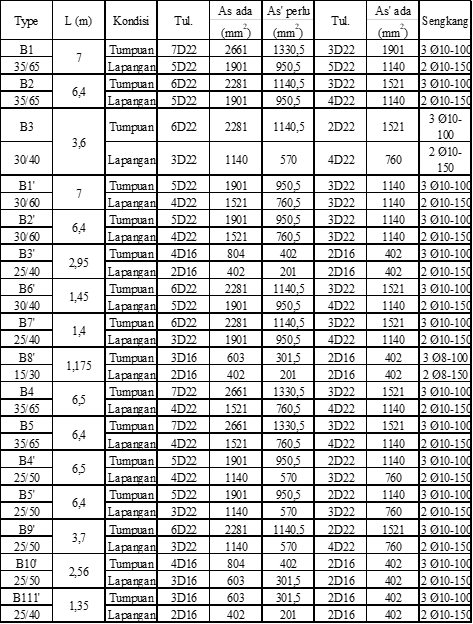 Type L (m) Kondisi Tul. As ada (mm²) As' perlu (mm²) Tul. As' ada (mm²) Sengkang
B1 7 Tumpuan 7D22 2661 1330,5 3D22 1901 3 Ø10-100
35/65 Lapangan 5D22 1901 950,5 5D22 1140 2 Ø10-150
B2 6,4 Tumpuan 6D22 2281 1140,5 3D22 1521 3 Ø10-100
35/65 Lapangan 5D22 1901 950,5 4D22 1140 2 Ø10-150
B3 3,6 Tumpuan 6D22 2281 1140,5 2D22 1521 3 Ø10-100
30/40 Lapangan 3D22 1140 570 4D22 760 2 Ø10-150
B1' 7 Tumpuan 5D22 1901 950,5 3D22 1140 3 Ø10-100
30/60 Lapangan 4D22 1521 760,5 3D22 1140 2 Ø10-150
B2' 6,4 Tumpuan 5D22 1901 950,5 3D22 1140 3 Ø10-100
30/60 Lapangan 4D22 1521 760,5 3D22 1140 2 Ø10-150
B3' 2,95 Tumpuan 4D16 804 402 2D16 402 3 Ø10-100
25/40 Lapangan 2D16 402 201 2D16 402 2 Ø10-150
B6' 1,45 Tumpuan 6D22 2281 1140,5 3D22 1521 3 Ø10-100
30/40 Lapangan 5D22 1901 950,5 4D22 1140 2 Ø10-150
B7' 1,4 Tumpuan 6D22 2281 1140,5 3D22 1521 3 Ø10-100
25/40 Lapangan 5D22 1901 950,5 4D22 1140 2 Ø10-150
B8' 1,175 Tumpuan 3D16 603 301,5 2D16 402 3 Ø8-100
15/30 Lapangan 2D16 402 201 2D16 402 2 Ø8-150
B4 6,5 Tumpuan 7D22 2661 1330,5 3D22 1521 3 Ø10-100
35/65 Lapangan 4D22 1521 760,5 4D22 1140 2 Ø10-150
B5 6,4 Tumpuan 7D22 2661 1330,5 3D22 1521 3 Ø10-100
35/65 Lapangan 4D22 1521 760,5 4D22 1140 2 Ø10-150
B4' 6,5 Tumpuan 5D22 1901 950,5 2D22 1140 3 Ø10-100
25/50 Lapangan 4D22 1140 570 3D22 760 2 Ø10-150
B5' 6,4 Tumpuan 5D22 1901 950,5 2D22 1140 3 Ø10-100
25/50 Lapangan 3D22 1140 570 3D22 760 2 Ø10-150
B9' 3,7 Tumpuan 6D22 2281 1140,5 2D22 1521 3 Ø10-100
25/50 Lapangan 3D22 1140 570 4D22 760 2 Ø10-150
B10' 2,56 Tumpuan 4D16 804 402 2D16 402 3 Ø10-100
25/50 Lapangan 3D16 603 301,5 2D16 402 2 Ø10-150
B111' 1,35 Tumpuan 3D16 603 301,5 2D16 402 3 Ø10-100
25/40 Lapangan 2D16 402 201 2D16 402 2 Ø10-150